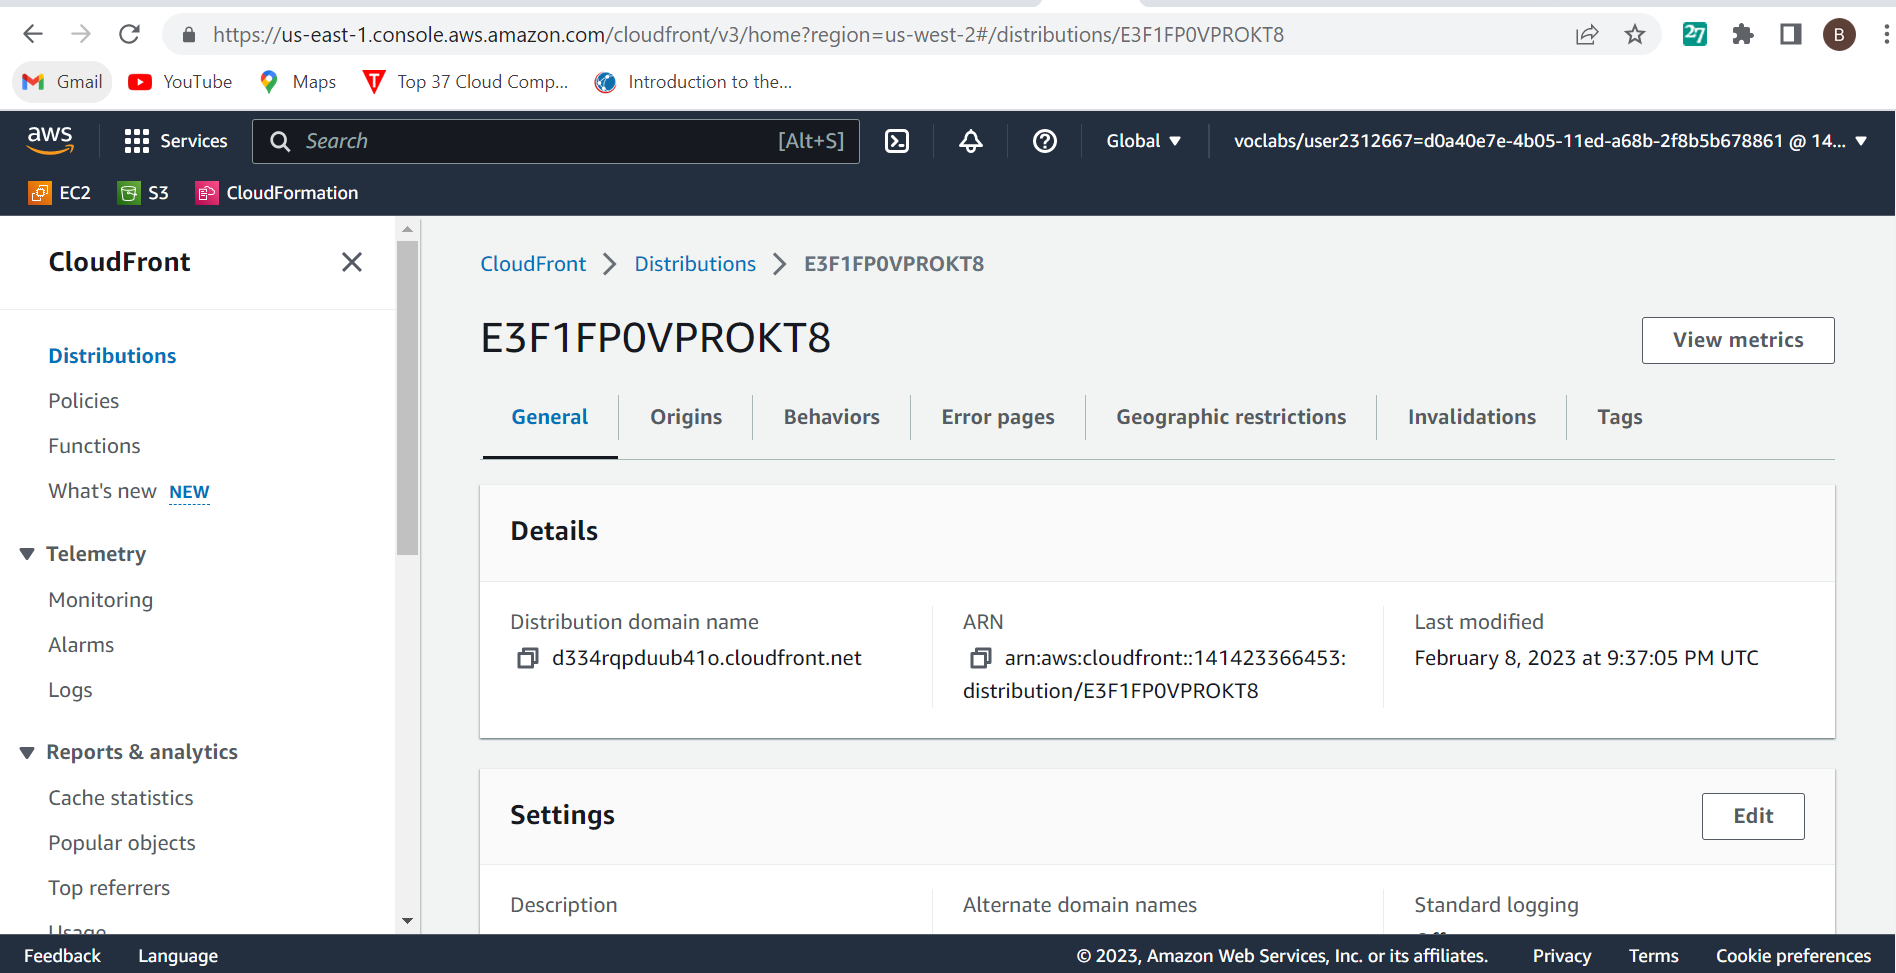 https://us-east-1.console.aws.amazon.com/cloudfront/v3/home?region=us-west-2#/distributions/E3F1FP0VPROKT8
27
B
Gmail
YouTube
Maps
Top 37 Cloud Comp...
Introduction to the...
aws
Services
Search
[Alt+S]
Global
voclabs/user2312667=d0a40e7e-4b05-11ed-a68b-2f8b5b678861 @ 14...
EC2
S3
CloudFormation
CloudFront
Distributions
Policies
Functions
What's new NEW
Telemetry
Monitoring
Alarms
Logs
Reports & analytics
Cache statistics
Popular objects
Top referrers
Usage
CloudFront
Distributions
E3F1FP0VPROKT8
E3F1FP0VPROKT8
View metrics
General
Origins
Behaviors
Error pages
Geographic restrictions
Invalidations
Tags
Details
Distribution domain name
d334rqpduub41o.cloudfront.net
ARN
arn:aws:cloudfront::141423366453:
distribution/E3F1FP0VPROKT8
Last modified
February 8, 2023 at 9:37:05 PM UTC
Settings
Edit
Description
Alternate domain names
Standard logging
Feedback
Language
© 2023, Amazon Web Services, Inc. or its affiliates.
Privacy
Terms
Cookie preferences